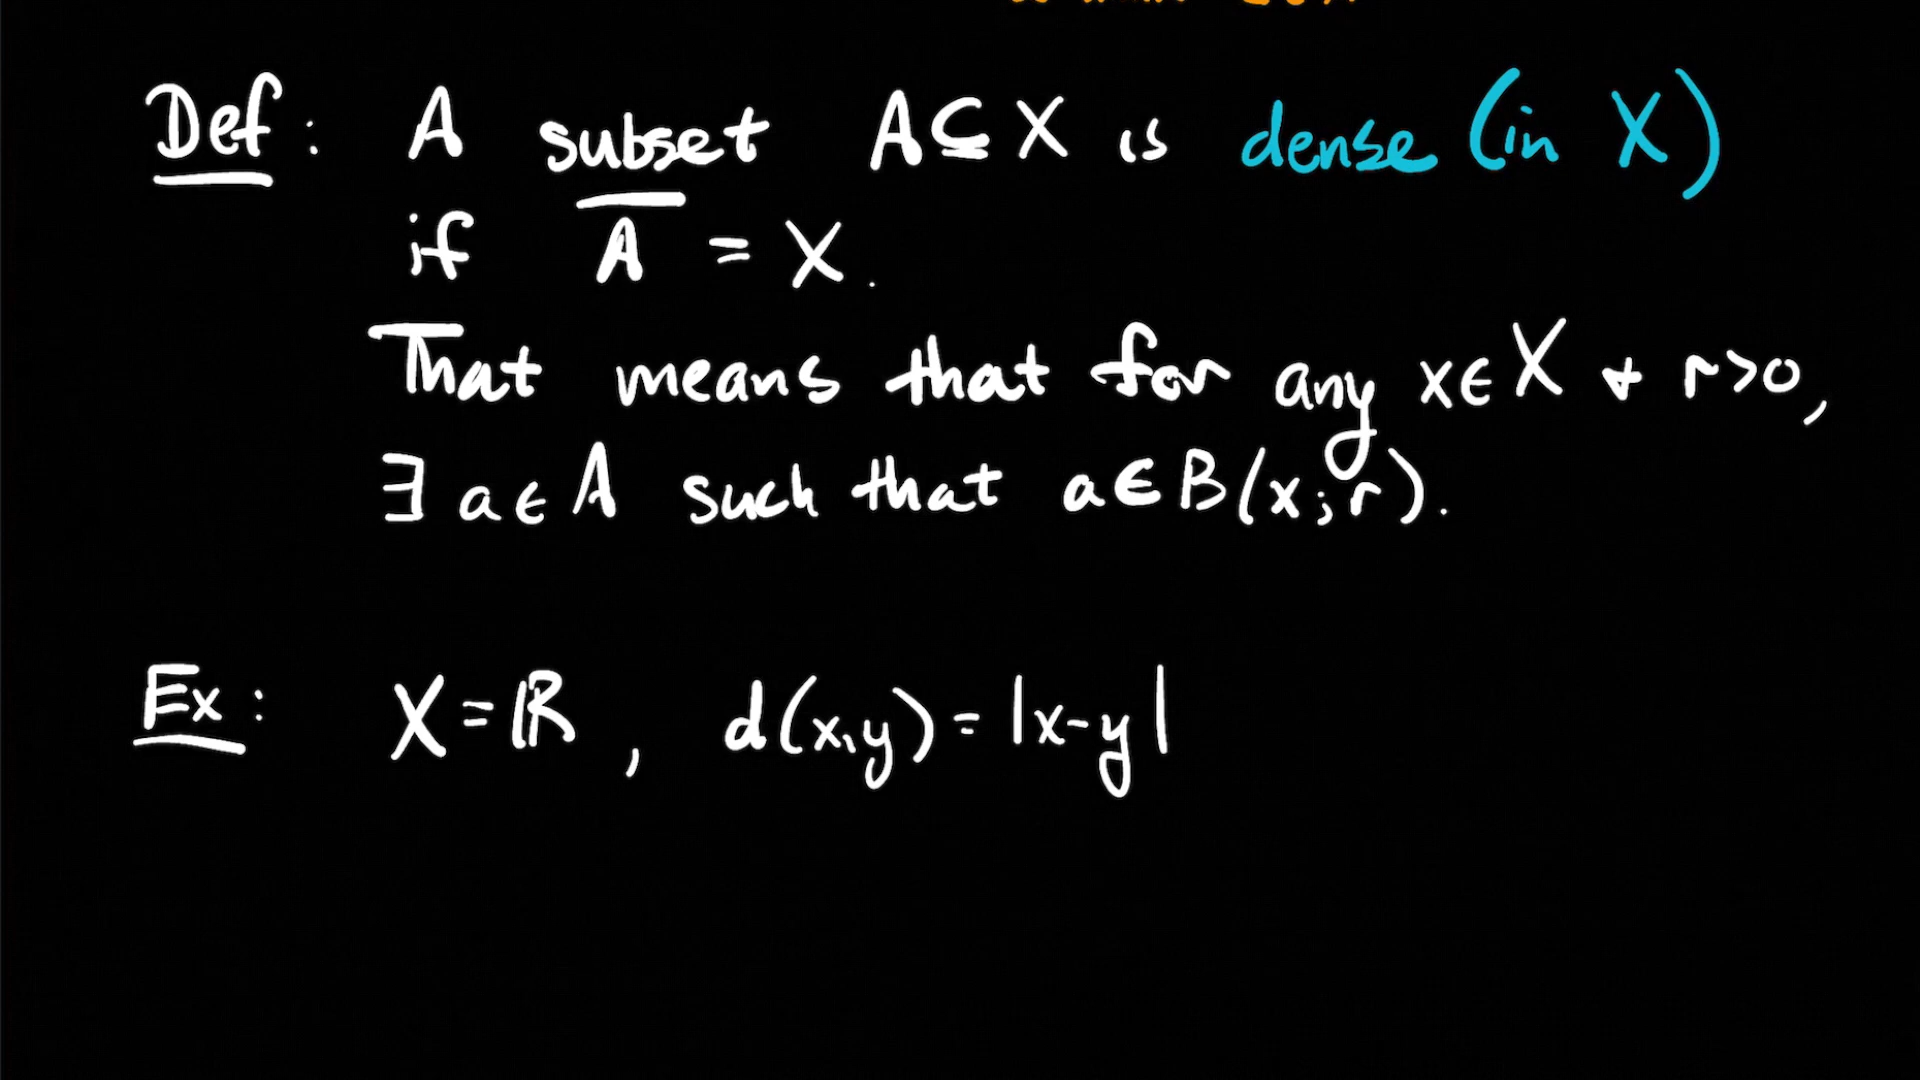 Def: A subset A ⊆ X is dense (in X)
if A̅ = X.
That means that for any x ∈ X & r>0,
∃ a ∈ A such that a ∈ B(x;r).
Ex: X = ℝ, d(x,y) = |x-y|